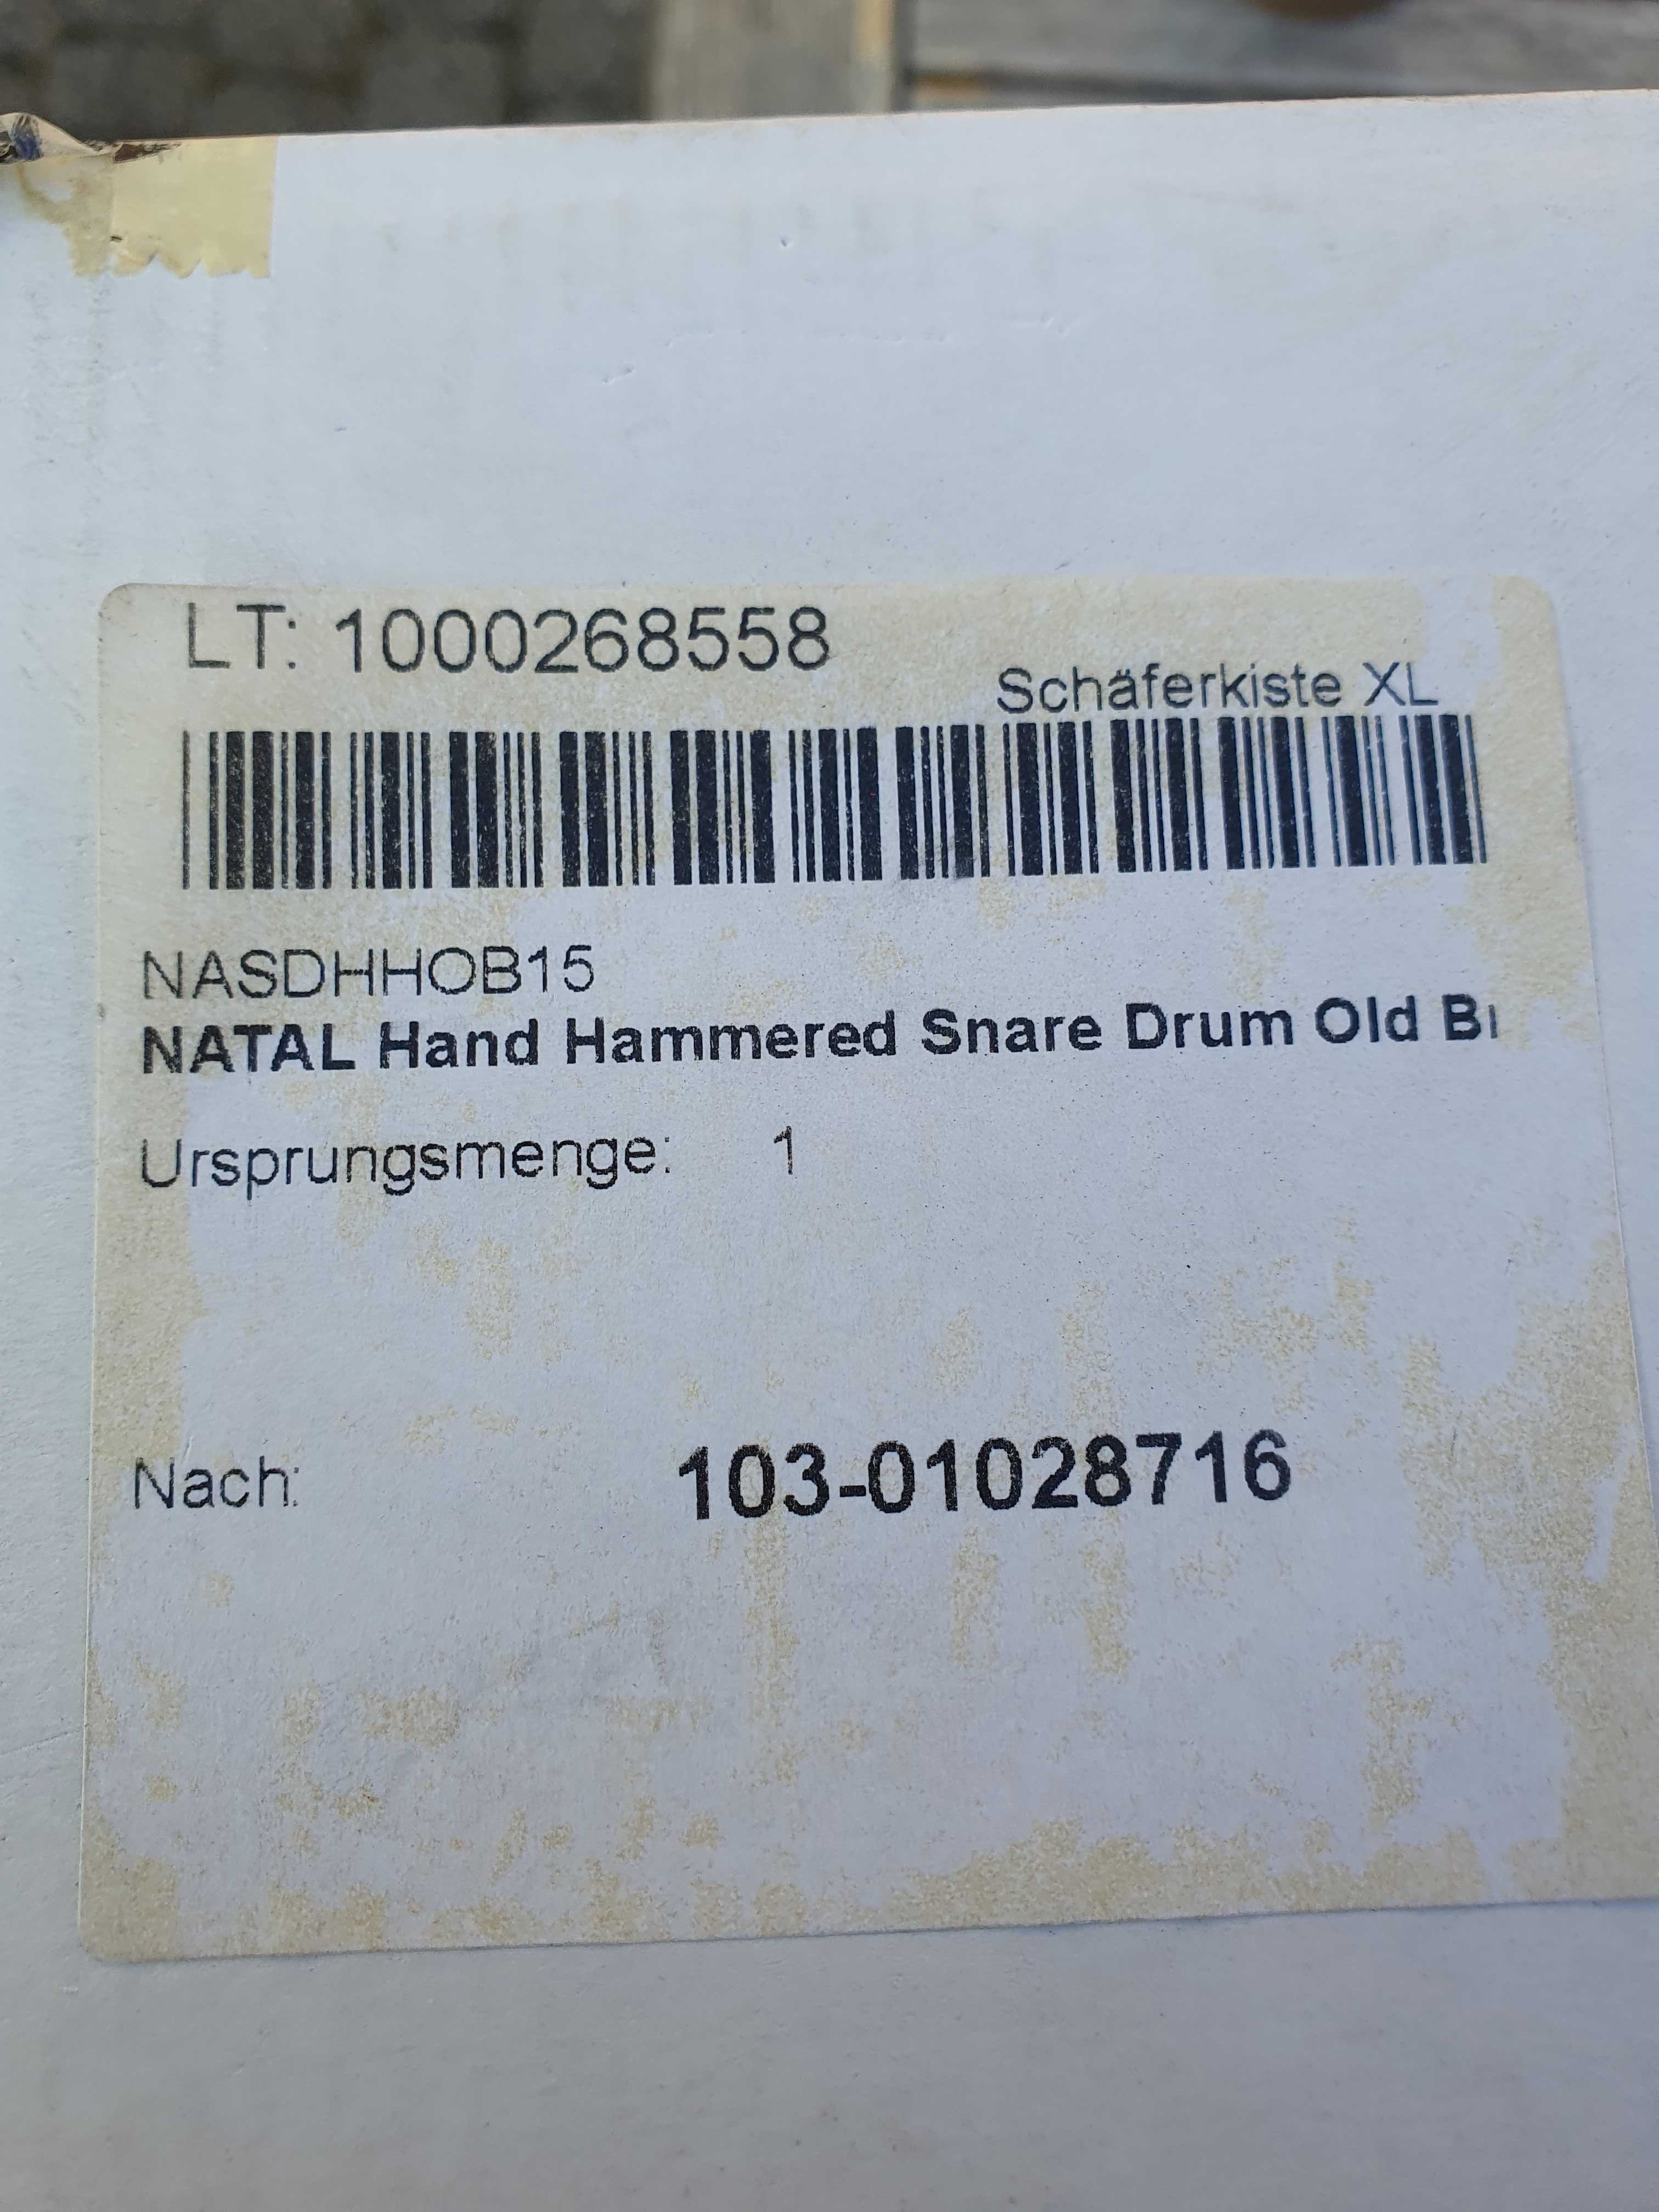 LT: 1000268558
Schäferkiste XL
NASDHHOB15
NATAL Hand Hammered Snare Drum Old
Ursprungsmenge: 1
Nach: 103-01028716